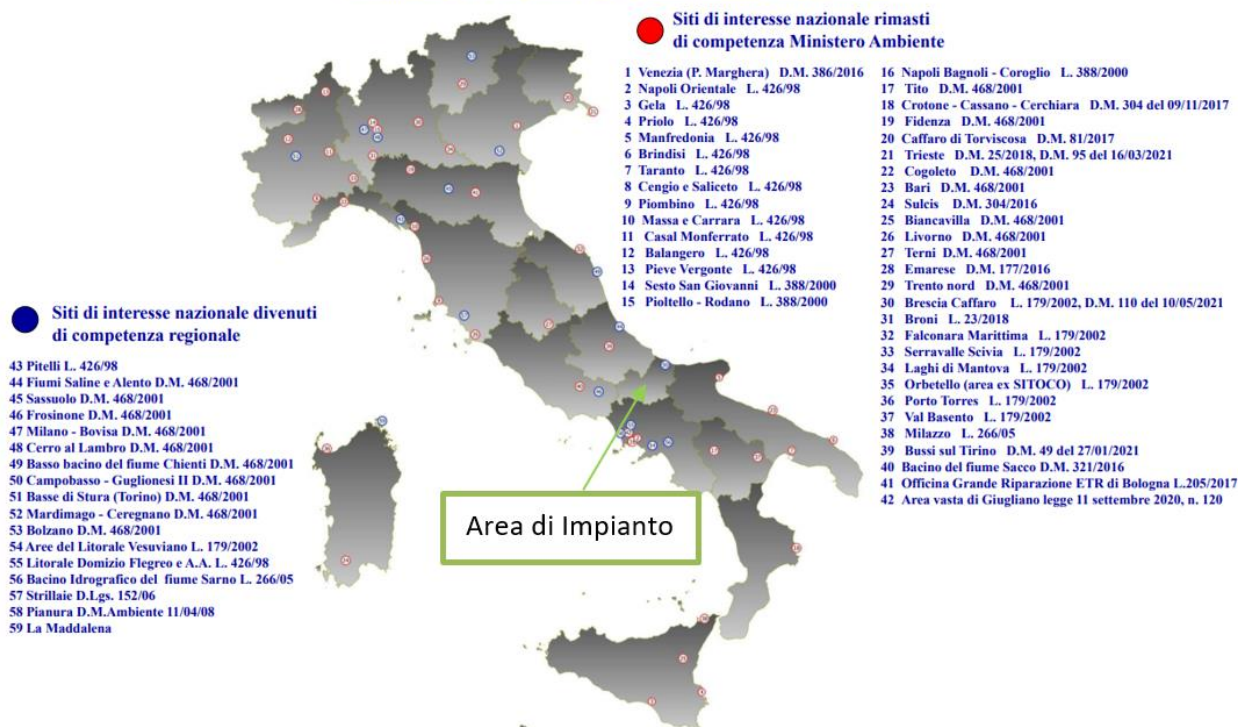 Siti di interesse nazionale rimasti
di competenza Ministero Ambiente
1 Venezia (P. Marghera) D.M. 386/2016
2 Napoli Orientale L. 426/98
3 Gela L. 426/98
4 Priolo L. 426/98
5 Manfredonia L. 426/98
6 Brindisi L. 426/98
7 Taranto L. 426/98
8 Cengio e Saliceto L. 426/98
9 Piombino L. 426/98
10 Massa e Carrara L. 426/98
11 Casal Monferrato L. 426/98
12 Balangero L. 426/98
13 Pieve Vergonte L. 426/98
14 Sesto San Giovanni L. 388/2000
15 Pioltello - Rodano L. 388/2000
16 Napoli Bagnoli - Coroglio L. 388/2000
17 Tito D.M. 468/2001
18 Crotone - Cassano - Cerchiara D.M. 304 del 09/11/2017
19 Fidenza D.M. 468/2001
20 Caffaro di Torviscosa D.M. 81/2017
21 Trieste D.M. 25/2018, D.M. 95 del 16/03/2021
22 Cogoleto D.M. 468/2001
23 Bari D.M. 468/2001
24 Sulcis D.M. 304/2016
25 Biancavilla D.M. 468/2001
26 Livorno D.M. 468/2001
27 Terni D.M. 468/2001
28 Emarese D.M. 177/2016
29 Trento nord D.M. 468/2001
30 Brescia Caffaro L. 179/2002, D.M. 110 del 10/05/2021
31 Broni L. 23/2018
32 Falconara Marittima L. 179/2002
33 Serravalle Scivia L. 179/2002
34 Laghi di Mantova L. 179/2002
35 Orbetello (area ex SITOCO) L. 179/2002
36 Porto Torres L. 179/2002
37 Val Basento L. 179/2002
38 Milazzo L. 266/05
39 Bussi sul Tirino D.M. 49 del 27/01/2021
40 Bacino del fiume Sacco D.M. 321/2016
41 Officina Grande Riparazione ETR di Bologna L.205/2017
42 Area vasta di Giugliano legge 11 settembre 2020, n. 120
Siti di interesse nazionale divenuti
di competenza regionale
43 Pitelli L. 426/98
44 Fiumi Saline e Alento D.M. 468/2001
45 Sassuolo D.M. 468/2001
46 Frosinone D.M. 468/2001
47 Milano - Bovisa D.M. 468/2001
48 Cerro al Lambro D.M. 468/2001
49 Basso bacino del fiume Chienti D.M. 468/2001
50 Campobasso - Guglionesi II D.M. 468/2001
51 Basse di Stura (Torino) D.M. 468/2001
52 Mardimago - Ceregnano D.M. 468/2001
53 Bolzano D.M. 468/2001
54 Aree del Litorale Vesuviano L. 179/2002
55 Litorale Domizio Flegreo e A.A. L. 426/98
56 Bacino Idrografico del fiume Sarno L. 266/05
57 Strillaie D.Lgs. 152/06
58 Pianura D.M.Ambiente 11/04/08
59 La Maddalena
Area di Impianto